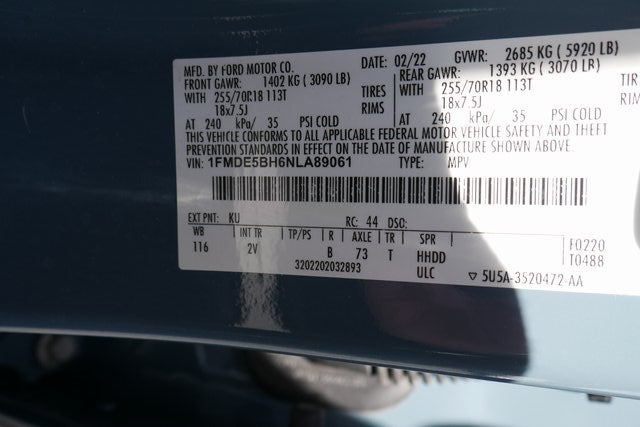 MFD. BY FORD MOTOR CO. DATE: 02/22 GVWR: 2685 KG ( 5920 LB)
FRONT GAWR: 1402 KG ( 3090 LB) REAR GAWR: 1393 KG ( 3070 LB)
WITH 255/70R18 113T TIRES WITH 255/70R18 113T TIRES
18x7.5J RIMS 18x7.5J RIMS
AT 240 kPa/ 35 PSI COLD AT 240 kPa/ 35 PSI COLD
THIS VEHICLE CONFORMS TO ALL APPLICABLE FEDERAL MOTOR VEHICLE SAFETY AND THEFT
PREVENTION STANDARDS IN EFFECT ON THE DATE OF MANUFACTURE SHOWN ABOVE.
VIN: 1FMDE5BH6NLA89061 TYPE: MPV
EXT PNT: KU RC: 44 DSO:
WB INT TR TP/PS R AXLE TR SPR F0220
116 2V B 73 T HHDD T0488
3202202032893 ULC ▽ 5U5A-3520472-AA